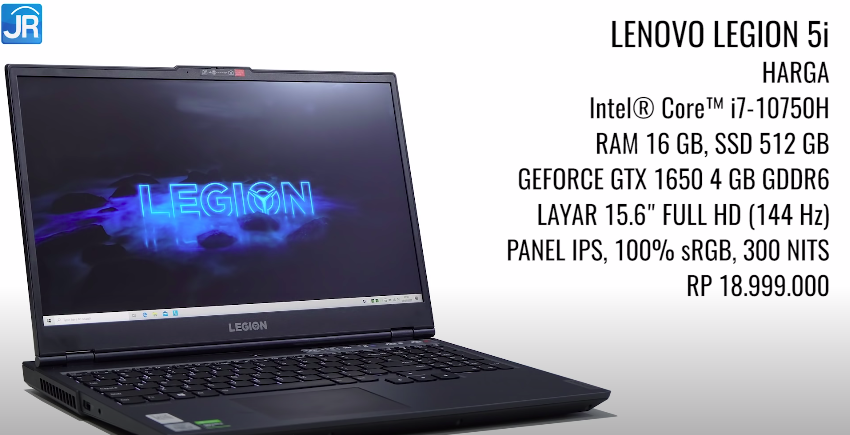 JR
LENOVO LEGION 5i
HARGA
Intel® Core™ i7-10750H
RAM 16 GB, SSD 512 GB
GEFORCE GTX 1650 4 GB GDDR6
LAYAR 15.6" FULL HD (144 Hz)
PANEL IPS, 100% sRGB, 300 NITS
RP 18.999.000
LEGION
LEGION